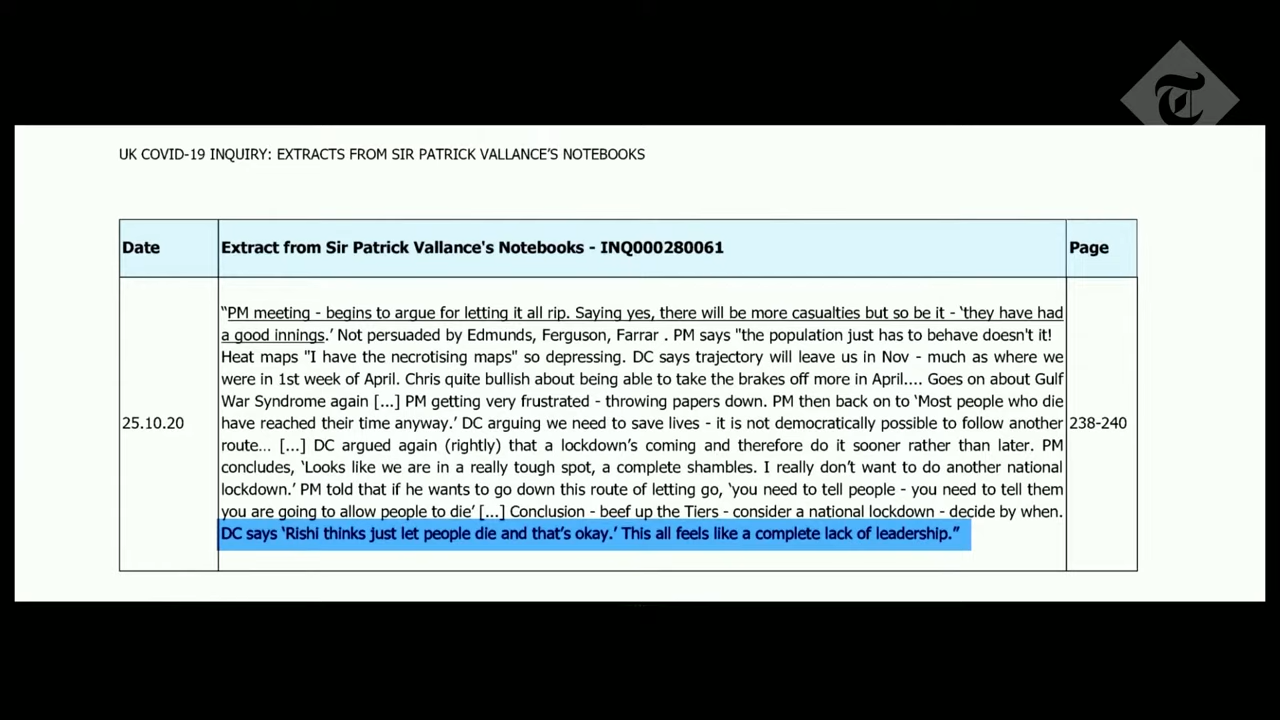 UK COVID-19 INQUIRY: EXTRACTS FROM SIR PATRICK VALLANCE'S NOTEBOOKS
Date
Extract from Sir Patrick Vallance's Notebooks - INQ000280061
Page
25.10.20
“PM meeting - begins to argue for letting it all rip. Saying yes, there will be more casualties but so be it - ‘they have had
a good innings.’ Not persuaded by Edmunds, Ferguson, Farrar . PM says "the population just has to behave doesn't it!
Heat maps "I have the necrotising maps" so depressing. DC says trajectory will leave us in Nov - much as where we
were in 1st week of April. Chris quite bullish about being able to take the brakes off more in April.... Goes on about Gulf
War Syndrome again [...] PM getting very frustrated - throwing papers down. PM then back on to ‘Most people who die
have reached their time anyway.’ DC arguing we need to save lives - it is not democratically possible to follow another
route... [...] DC argued again (rightly) that a lockdown’s coming and therefore do it sooner rather than later. PM
concludes, ‘Looks like we are in a really tough spot, a complete shambles. I really don’t want to do another national
lockdown.’ PM told that if he wants to go down this route of letting go, ‘you need to tell people - you need to tell them
you are going to allow people to die’ [...] Conclusion - beef up the Tiers - consider a national lockdown - decide by when.
DC says ‘Rishi thinks just let people die and that’s okay.’ This all feels like a complete lack of leadership.”
238-240
T